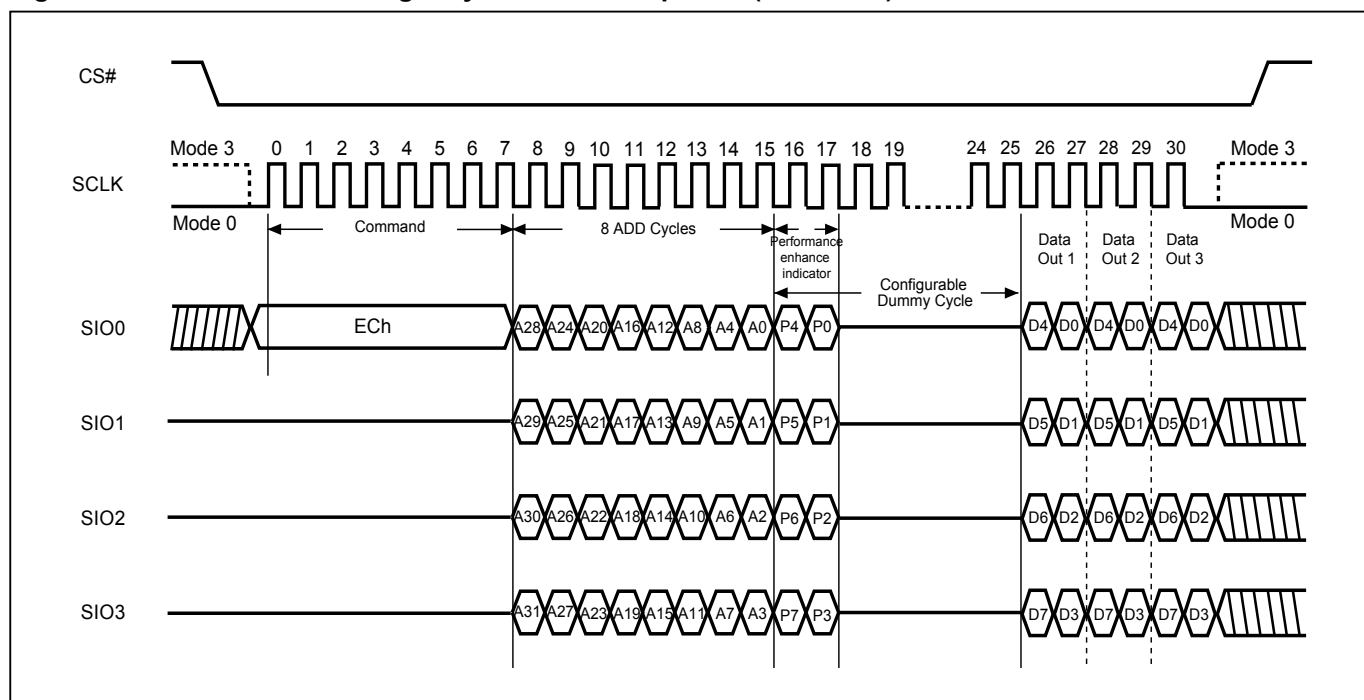 CS#
Mode 3
0 1 2 3 4 5 6 7 8 9 10 11 12 13 14 15 16 17 18 19 24 25 26 27 28 29 30
Mode 3
SCLK
Mode 0
Mode 0
Command
8 ADD Cycles
Performance
enhance
indicator
Data
Out 1
Data
Out 2
Data
Out 3
Configurable
Dummy Cycle
SIO0
ECh
A28 A24 A20 A16 A12 A8 A4 A0 P4 P0 D4 D0 D4 D0 D4 D0
SIO1
A29 A25 A21 A17 A13 A9 A5 A1 P5 P1 D5 D1 D5 D1 D5 D1
SIO2
A30 A26 A22 A18 A14 A10 A6 A2 P6 P2 D6 D2 D6 D2 D6 D2
SIO3
A31 A27 A23 A19 A15 A11 A7 A3 P7 P3 D7 D3 D7 D3 D7 D3